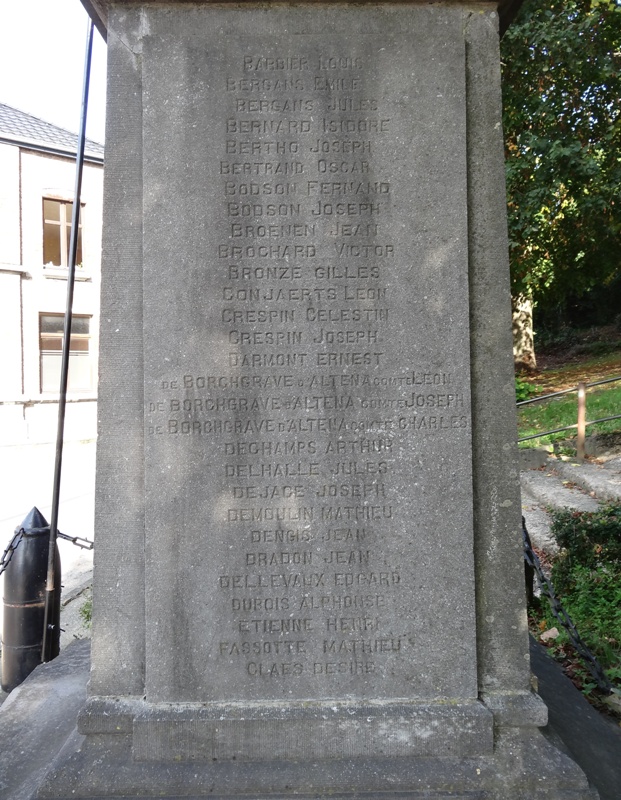 BARBIER LOUIS
BERGANS EMILE
BERGANS JULES
BERNARD ISIDORE
BERTHO JOSEPH
BERTRAND OSCAR
BODSON FERNAND
BODSON JOSEPH
BROENEN JEAN
BROCHARD VICTOR
BRONZE GILLES
CONJAERTS LEON
CRESPIN CELESTIN
CRESPIN JOSEPH
DARMONT ERNEST
DE BORCHGRAVE D'ALTENA COMTE LEON
DE BORCHGRAVE D'ALTENA COMTE JOSEPH
DE BORCHGRAVE D'ALTENA COMTE CHARLES
DECHAMPS ARTHUR
DELHALLE JULES
DEJACE JOSEPH
DEMOULIN MATHIEU
DENGIS JEAN
DRADON JEAN
DELLEVAUX EDGARD
DUBOIS ALPHONSE
ETIENNE HENRI
FASSOTTE MATHIEU
CLAES DESIRE